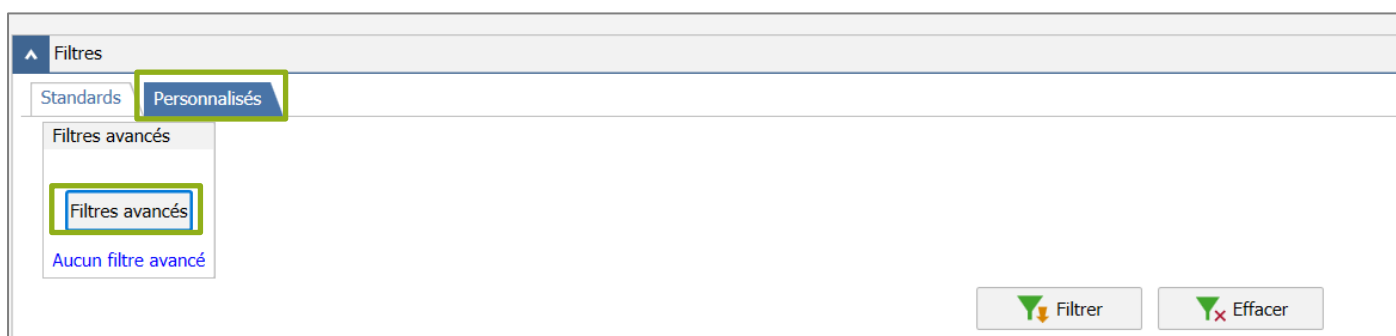 Filtres
Standards
Personnalisés
Filtres avancés
Filtres avancés
Aucun filtre avancé
Filtrer
Effacer